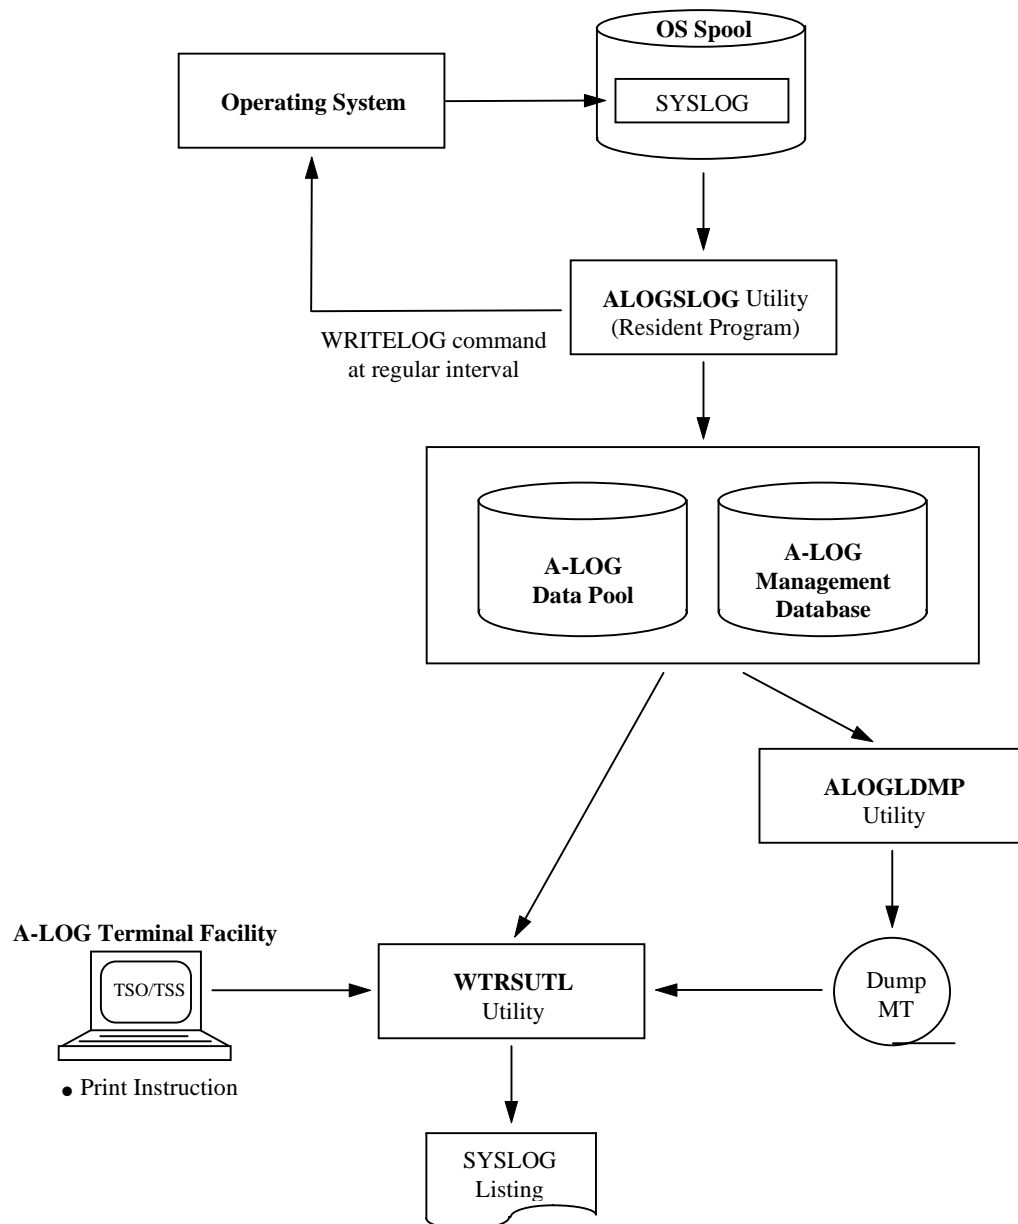 OS Spool
Operating System
SYSLOG
ALOGSLOG Utility
(Resident Program)
WRITELOG command
at regular interval
A-LOG
Data Pool
A-LOG
Management
Database
ALOGLDMP
Utility
A-LOG Terminal Facility
TSO/TSS
WTRSUTL
Utility
Dump
MT
• Print Instruction
SYSLOG
Listing